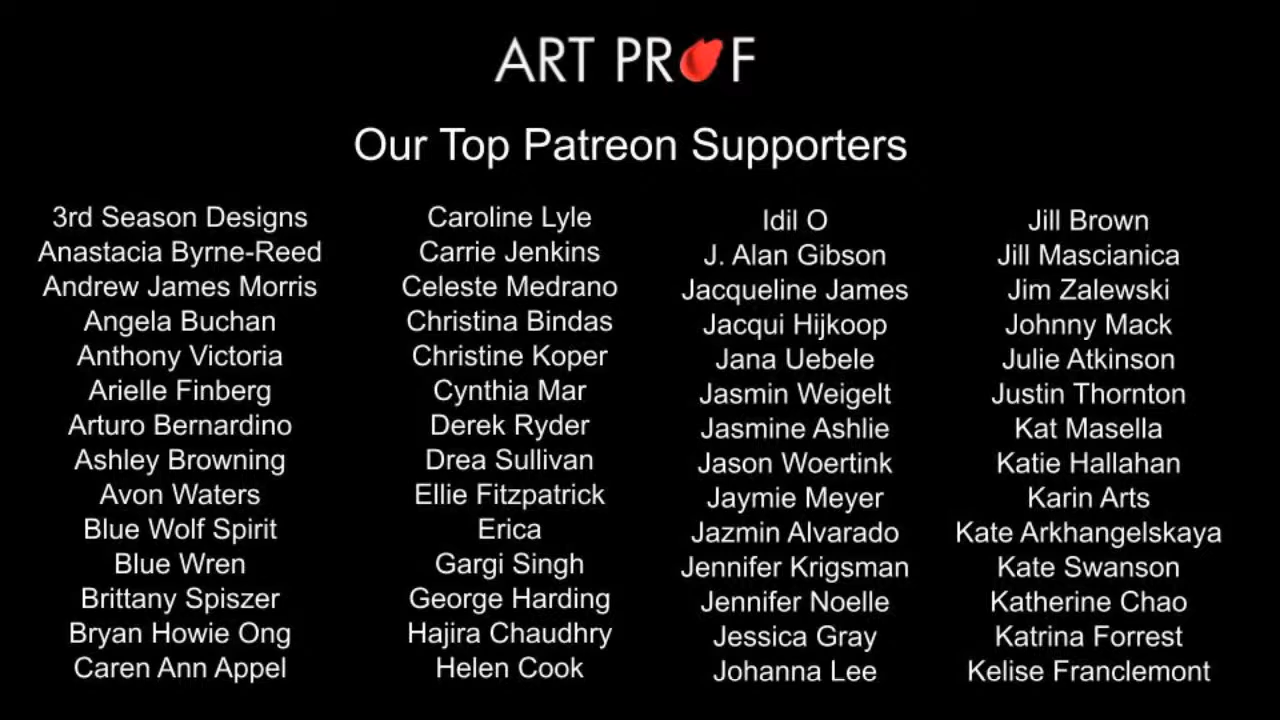 ART PROF
Our Top Patreon Supporters
3rd Season Designs
Anastacia Byrne-Reed
Andrew James Morris
Angela Buchan
Anthony Victoria
Arielle Finberg
Arturo Bernardino
Ashley Browning
Avon Waters
Blue Wolf Spirit
Blue Wren
Brittany Spiszer
Bryan Howie Ong
Caren Ann Appel
Caroline Lyle
Carrie Jenkins
Celeste Medrano
Christina Bindas
Christine Koper
Cynthia Mar
Derek Ryder
Drea Sullivan
Ellie Fitzpatrick
Erica
Gargi Singh
George Harding
Hajira Chaudhry
Helen Cook
Idil O
J. Alan Gibson
Jacqueline James
Jacqui Hijkoop
Jana Uebele
Jasmin Weigelt
Jasmine Ashlie
Jason Woertink
Jaymie Meyer
Jazmin Alvarado
Jennifer Krigsman
Jennifer Noelle
Jessica Gray
Johanna Lee
Jill Brown
Jill Mascianica
Jim Zalewski
Johnny Mack
Julie Atkinson
Justin Thornton
Kat Masella
Katie Hallahan
Karin Arts
Kate Arkhangelskaya
Kate Swanson
Katherine Chao
Katrina Forrest
Kelise Franclemont